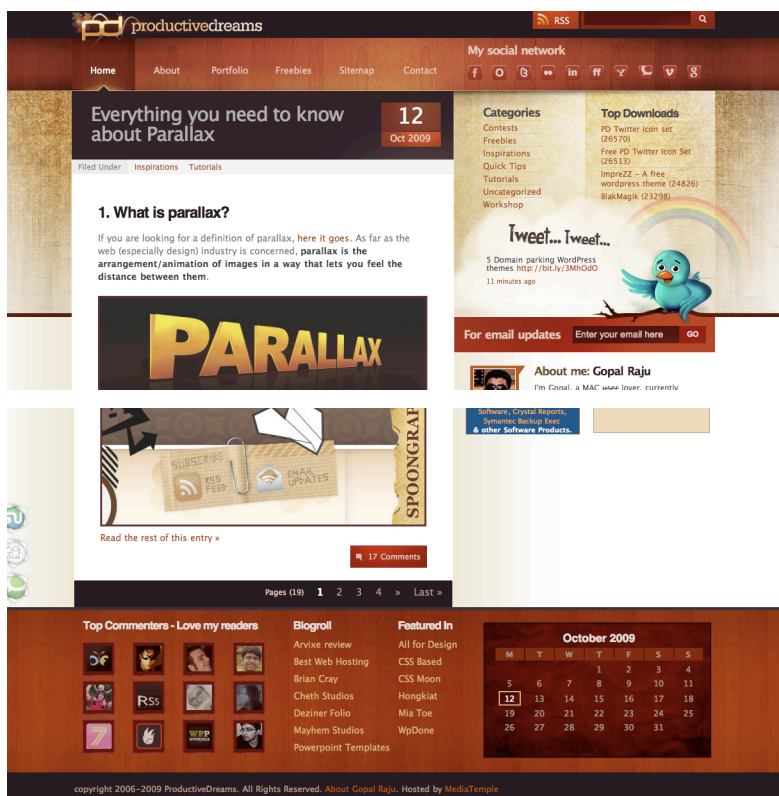 productivedreams
RSS
My social network
Home About Portfolio Freebies Sitemap Contact
Everything you need to know
about Parallax
12
Oct 2009
Filed Under Inspirations Tutorials
1. What is parallax?
If you are looking for a definition of parallax, here it goes. As far as the
web (especially design) industry is concerned, parallax is the
arrangement/animation of images in a way that lets you feel the
distance between them.
PARALLAX
Categories
Contests
Freebies
Inspirations
Quick Tips
Tutorials
Uncategorized
Workshop
Top Downloads
PD Twitter Icon set
(26570)
Free PD Twitter Icon Set
(26513)
ImpreZZ - A free
wordpress theme (24826)
BlakMagik (23298)
Tweet... Tweet...
5 Domain parking WordPress
themes http://bit.ly/3MhOdO
11 minutes ago
For email updates Enter your email here GO
About me: Gopal Raju
I'm Gopal, a MAC user lover, currently
SUBSCRIBE
RSS
FEED
EMAIL
UPDATES
SPOONGRAP
Software, Crystal Reports,
Symantec Backup Exec
& other Software Products.
Read the rest of this entry »
17 Comments
Pages (19) 1 2 3 4 » Last »
Top Commenters - Love my readers
RSS
7
WPP
Blogroll
Arvixe review
Best Web Hosting
Brian Cray
Cheth Studios
Deziner Folio
Mayhem Studios
Powerpoint Templates
Featured In
All for Design
CSS Based
CSS Moon
Hongkiat
Mia Toe
WpDone
October 2009
M T W T F S S
1 2 3 4
5 6 7 8 9 10 11
12 13 14 15 16 17 18
19 20 21 22 23 24 25
26 27 28 29 30 31
copyright 2006-2009 ProductiveDreams. All Rights Reserved. About Gopal Raju. Hosted by MediaTemple